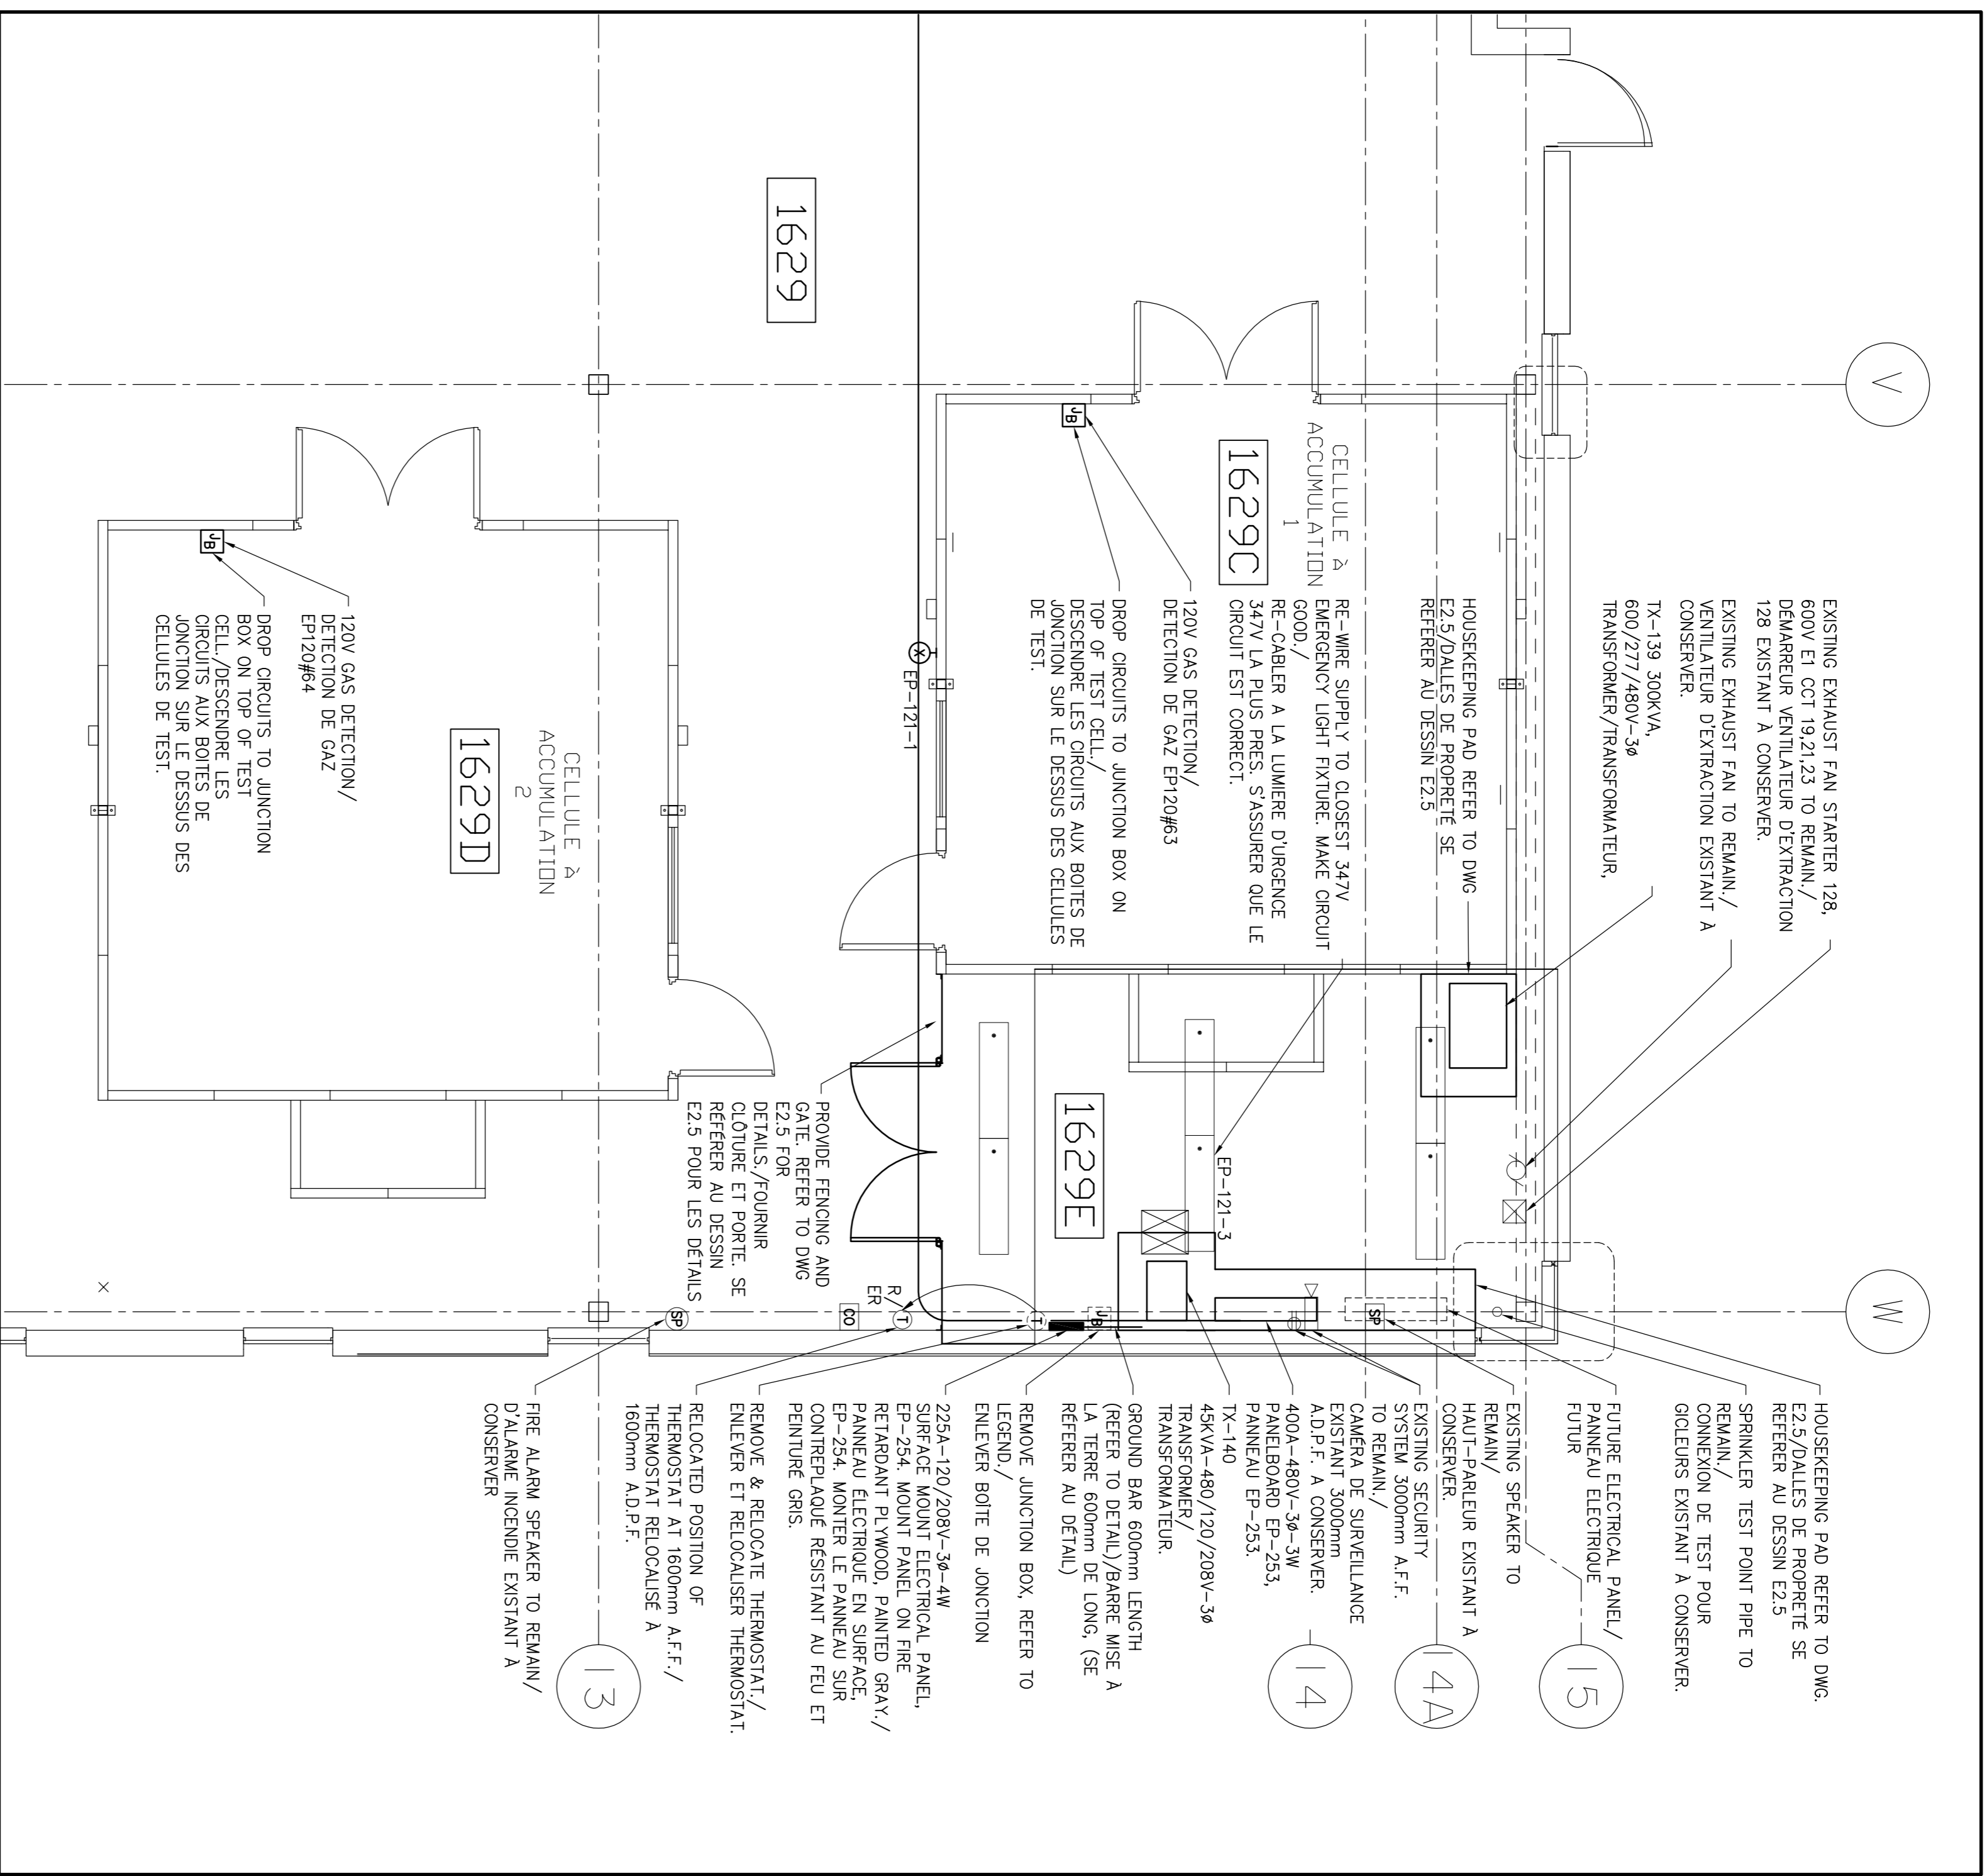 V
W
EXISTING EXHAUST FAN STARTER 128,
600V E1 CCT 19,21,23 TO REMAIN./
DÉMARREUR VENTILATEUR D'EXTRACTION
128 EXISTANT À CONSERVER.
EXISTING EXHAUST FAN TO REMAIN./
VENTILATEUR D'EXTRACTION EXISTANT À
CONSERVER.
TX-139 300KVA,
600/277/480V-3ø
TRANSFORMER/TRANSFORMATEUR,
HOUSEKEEPING PAD REFER TO DWG
E2.5/DALLES DE PROPRETÉ SE
REFERER AU DESSIN E2.5
CELLULE À
ACCUMULATION
1
1629C
RE-WIRE SUPPLY TO CLOSEST 347V
EMERGENCY LIGHT FIXTURE. MAKE CIRCUIT
GOOD./
RE-CABLER A LA LUMIERE D'URGENCE
347V LA PLUS PRES. S'ASSURER QUE LE
CIRCUIT EST CORRECT.
120V GAS DETECTION/
DETECTION DE GAZ EP120#63
DROP CIRCUITS TO JUNCTION BOX ON
TOP OF TEST CELL./
DESCENDRE LES CIRCUITS AUX BOITES DE
JONCTION SUR LE DESSUS DES CELLULES
DE TEST.
JB
X
EP-121-1
EP-121-3
1629
1629E
PROVIDE FENCING AND
GATE. REFER TO DWG
E2.5 FOR
DETAILS./FOURNIR
CLÔTURE ET PORTE. SE
RÉFÉRER AU DESSIN
E2.5 POUR LES DÉTAILS
CELLULE À
ACCUMULATION
2
1629D
120V GAS DETECTION/
DETECTION DE GAZ
EP120#64
DROP CIRCUITS TO JUNCTION
BOX ON TOP OF TEST
CELL./DESCENDRE LES
CIRCUITS AUX BOITES DE
JONCTION SUR LE DESSUS DES
CELLULES DE TEST.
JB
SP
JB
T
R
ER
T
CO
SP
HOUSEKEEPING PAD REFER TO DWG.
E2.5/DALLES DE PROPRETÉ SE
REFERER AU DESSIN E2.5
SPRINKLER TEST POINT PIPE TO
REMAIN./
CONNEXION DE TEST POUR
GICLEURS EXISTANT À CONSERVER.
FUTURE ELECTRICAL PANEL/
PANNEAU ELECTRIQUE
FUTUR
EXISTING SPEAKER TO
REMAIN/
HAUT-PARLEUR EXISTANT À
CONSERVER.
EXISTING SECURITY
SYSTEM 3000mm A.F.F.
TO REMAIN./
CAMÉRA DE SURVEILLANCE
EXISTANT 3000mm
A.D.P.F. A CONSERVER.
400A-480V-3ø-3W
PANELBOARD EP-253,
PANNEAU EP-253.
TX-140
45KVA-480/120/208V-3ø
TRANSFORMER/
TRANSFORMATEUR.
GROUND BAR 600mm LENGTH
(REFER TO DETAIL)/BARRE MISE À
LA TERRE 600mm DE LONG, (SE
RÉFÉRER AU DÉTAIL)
REMOVE JUNCTION BOX, REFER TO
LEGEND./
ENLEVER BOÎTE DE JONCTION
225A-120/208V-3ø-4W
SURFACE MOUNT ELECTRICAL PANEL,
EP-254. MOUNT PANEL ON FIRE
RETARDANT PLYWOOD, PAINTED GRAY./
PANNEAU ÉLECTRIQUE EN SURFACE,
EP-254. MONTER LE PANNEAU SUR
CONTREPLAQUÉ RÉSISTANT AU FEU ET
PEINTURÉ GRIS.
REMOVE & RELOCATE THERMOSTAT./
ENLEVER ET RELOCALISER THERMOSTAT.
RELOCATED POSITION OF
THERMOSTAT AT 1600mm A.F.F./
THERMOSTAT RELOCALISÉ À
1600mm A.D.P.F.
FIRE ALARM SPEAKER TO REMAIN/
D'ALARME INCENDIE EXISTANT À
CONSERVER
15
14A
14
13